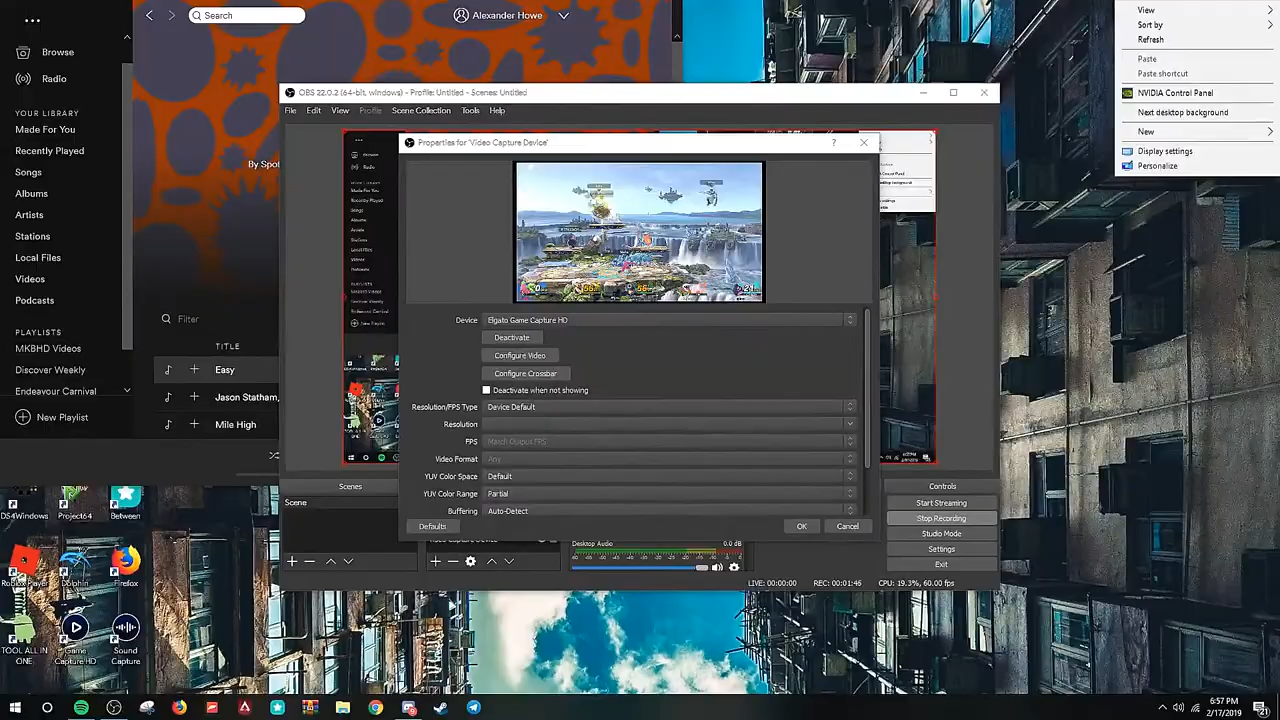 Search
Alexander Howe
Browse
Radio
YOUR LIBRARY
Made For You
Recently Played
Songs
Albums
Artists
Stations
Local Files
Videos
Podcasts
PLAYLISTS
MKBHD Videos
Discover Weekly
Endeavour Carnival
New Playlist
By Spot
Filter
TITLE
Easy
Jason Statham,
Mile High
View
Sort by
Refresh
Paste
Paste shortcut
NVIDIA Control Panel
Next desktop background
New
Display settings
Personalize
OBS 22.0.2 (64-bit, windows) - Profile: Untitled - Scenes: Untitled
File Edit View Profile Scene Collection Tools Help
Properties for 'Video Capture Device'
Device Elgato Game Capture HD
Deactivate
Configure Video
Configure Crossbar
Deactivate when not showing
Resolution/FPS Type Device Default
Resolution
FPS Match Output FPS
Video Format Any
YUV Color Space Default
YUV Color Range Partial
Buffering Auto-Detect
Defaults OK Cancel
Scenes
Scene
Desktop Audio 0.0 dB
Controls
Start Streaming
Stop Recording
Studio Mode
Settings
Exit
LIVE: 00:00:00 REC: 00:01:46 CPU: 19.3%, 60.00 fps
DS4Windows
Project64
Between
Dolphin
Firefox
TOOL ALL IN ONE
Game Capture HD
Sound Capture
6:57 PM
2/17/2019
21